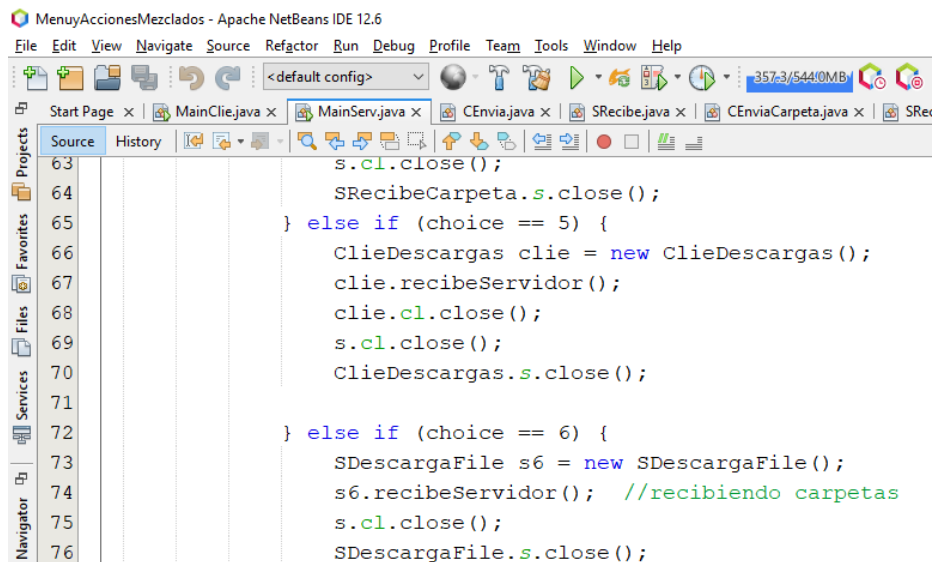 MenuyAccionesMezclados - Apache NetBeans IDE 12.6
File Edit View Navigate Source Refactor Run Debug Profile Team Tools Window Help
<default config> 357.3/544.0MB
Start Page MainClie.java MainServ.java CEnvia.java SRecibe.java CEnviaCarpeta.java SRec
Source History
Projects
Favorites
Files
Services
Navigator
63 s.cl.close();
64 SRecibeCarpeta.s.close();
65 } else if (choice == 5) {
66 ClieDescargas clie = new ClieDescargas();
67 clie.recibeServidor();
68 clie.cl.close();
69 s.cl.close();
70 ClieDescargas.s.close();
71
72 } else if (choice == 6) {
73 SDescargaFile s6 = new SDescargaFile();
74 s6.recibeServidor(); //recibiendo carpetas
75 s.cl.close();
76 SDescargaFile.s.close();